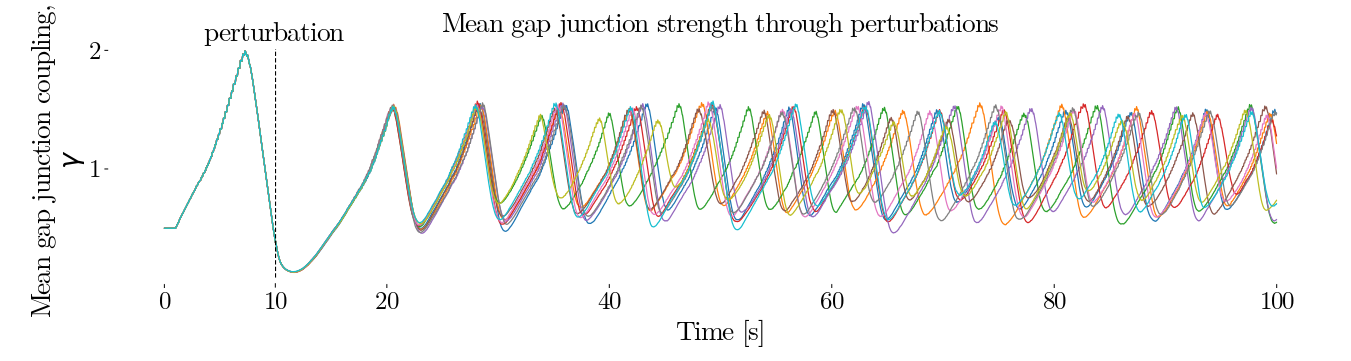 Mean gap junction strength through perturbations
perturbation
Mean gap junction coupling,
γ
2
1
0
10
20
40
60
80
100
Time [s]